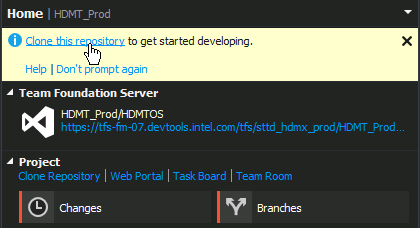 Home | HDMT_Prod
Clone this repository to get started developing.
Help | Don't prompt again
Team Foundation Server
HDMT_Prod/HDMTOS
https://tfs-fm-07.devtools.intel.com/tfs/sttd_hdmx_prod/HDMT_Prod...
Project
Clone Repository | Web Portal | Task Board | Team Room
Changes
Branches